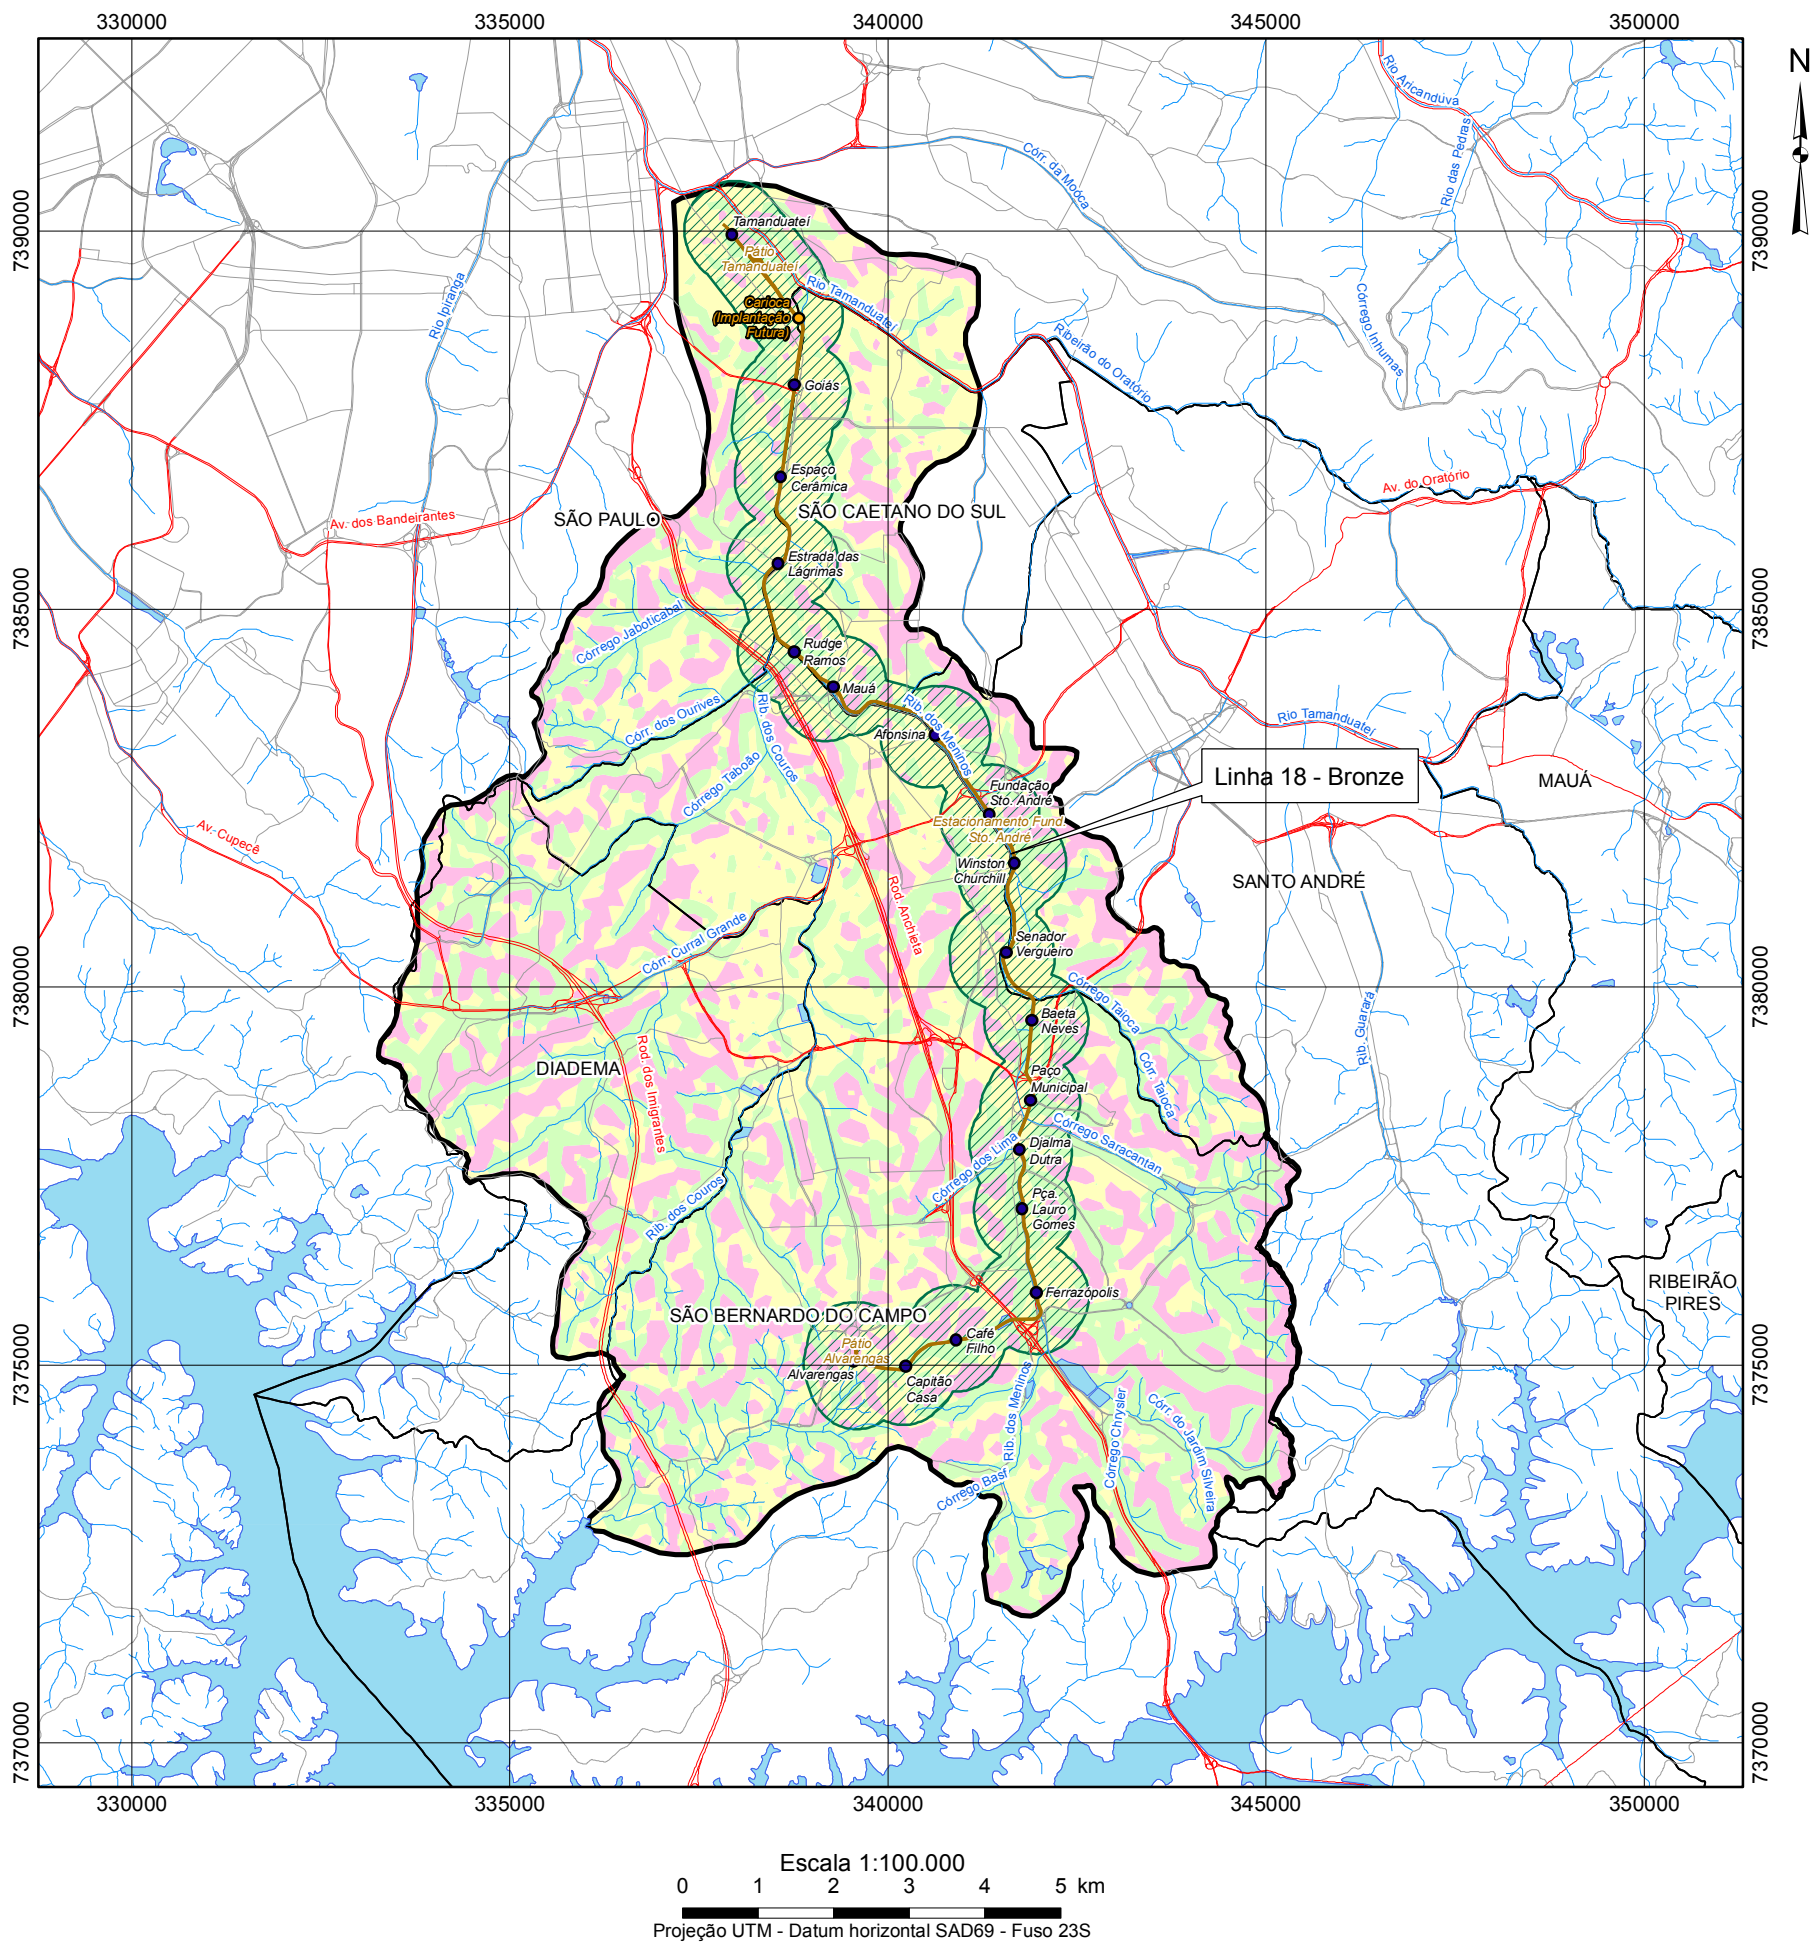 330000
335000
340000
345000
350000
N
Rio Aricanduva
Rio das Pedras
Córr. da Moóca
7390000
7390000
Tamanduateí
Pátio
Tamanduateí
Rio Ipiranga
Rio Tamanduateí
Carioca
(Implantação
Futura)
Córrego Inhumas
Ribeirão do Oratório
Goiás
Espaço
Cerâmica
Av. do Oratório
SÃO PAULO
SÃO CAETANO DO SUL
Av. dos Bandeirantes
Estrada das
Lágrimas
7385000
7385000
Córrego Jaboticabal
Rudge
Ramos
Mauá
Córr. dos Ourives
Rib. dos Couros
Rib. dos Meninos
Afonsina
Rio Tamanduateí
Córrego Taboão
Linha 18 - Bronze
MAUÁ
Fundação
Sto. André
Estacionamento Fund.
Sto. André
Av. Cupecê
Winston
Churchill
SANTO ANDRÉ
Rod. Anchieta
Córr. Curral Grande
Senador
Vergueiro
7380000
7380000
Córrego Taioca
Baeta
Neves
Rib. Guarará
DIADEMA
Rod. dos Imigrantes
Paço
Municipal
Córr. Taioca
Córrego Saracantan
Córrego dos Lima
Djalma
Dutra
Rib. dos Couros
Pça.
Lauro
Gomes
RIBEIRÃO
PIRES
Ferrazópolis
SÃO BERNARDO DO CAMPO
Café
Filho
Pátio
Alvarengas
Alvarengas
Capitão
Casa
7375000
7375000
Rib. dos Meninos
Córrego Chrysler
Córr. do Jardim Silveira
Córrego Basf
7370000
7370000
330000
335000
340000
345000
350000
Escala 1:100.000
0 1 2 3 4 5 km
Projeção UTM - Datum horizontal SAD69 - Fuso 23S